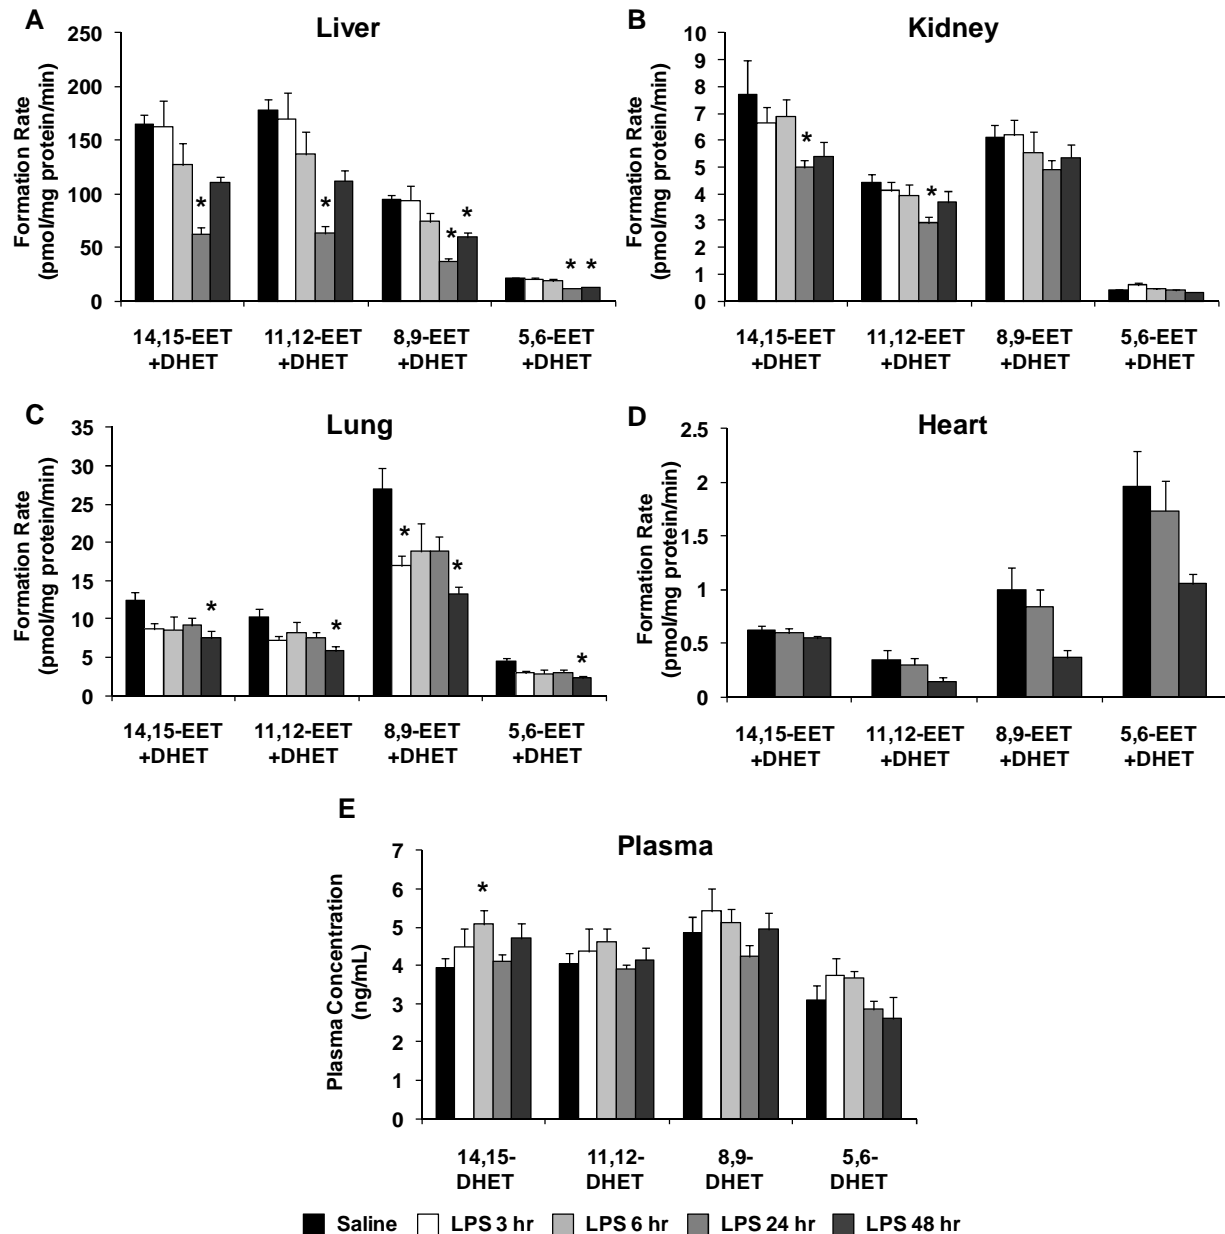 A
Liver
Formation Rate
(pmol/mg protein/min)
250
200
150
100
50
0
*
*
*
*
*
*
14,15-EET
+DHET
11,12-EET
+DHET
8,9-EET
+DHET
5,6-EET
+DHET
B
Kidney
Formation Rate
(pmol/mg protein/min)
10
9
8
7
6
5
4
3
2
1
0
*
*
14,15-EET
+DHET
11,12-EET
+DHET
8,9-EET
+DHET
5,6-EET
+DHET
C
Lung
Formation Rate
(pmol/mg protein/min)
35
30
25
20
15
10
5
0
*
*
*
*
*
14,15-EET
+DHET
11,12-EET
+DHET
8,9-EET
+DHET
5,6-EET
+DHET
D
Heart
Formation Rate
(pmol/mg protein/min)
2.5
2
1.5
1
0.5
0
14,15-EET
+DHET
11,12-EET
+DHET
8,9-EET
+DHET
5,6-EET
+DHET
E
Plasma
Plasma Concentration
(ng/mL)
7
6
5
4
3
2
1
0
*
14,15-
DHET
11,12-
DHET
8,9-
DHET
5,6-
DHET
Saline
LPS 3 hr
LPS 6 hr
LPS 24 hr
LPS 48 hr